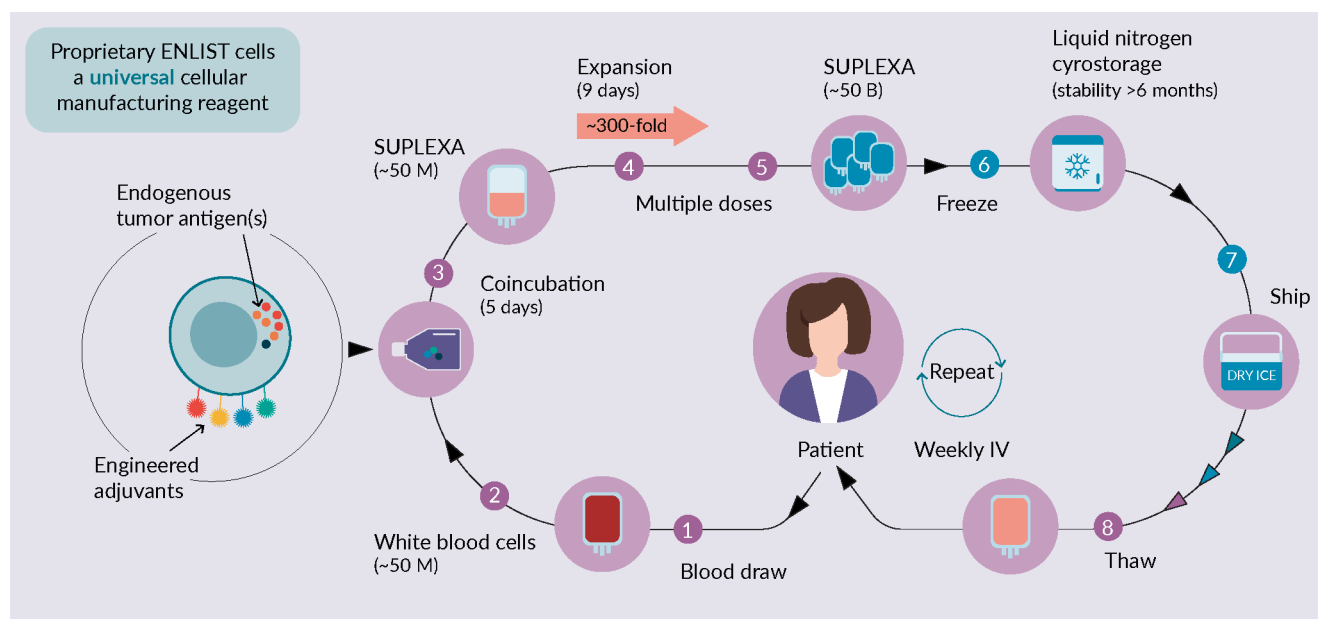 Proprietary ENLIST cells
a universal cellular
manufacturing reagent
Endogenous
tumor antigen(s)
Engineered
adjuvants
SUPLEXA
(~50 M)
Expansion
(9 days)
~300-fold
4
5
Multiple doses
SUPLEXA
(~50 B)
6
Freeze
Liquid nitrogen
cyrostorage
(stability >6 months)
7
Ship
DRY ICE
3
Coincubation
(5 days)
Repeat
Patient
Weekly IV
2
White blood cells
(~50 M)
1
Blood draw
8
Thaw